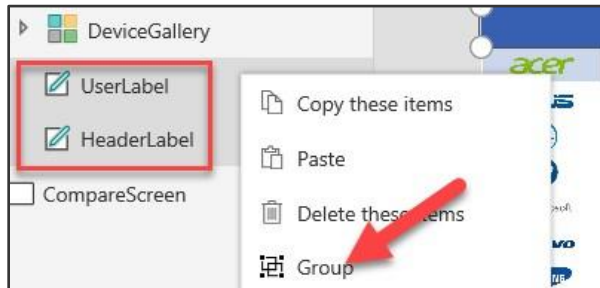 DeviceGallery
UserLabel
HeaderLabel
CompareScreen
Copy these items
Paste
Delete these items
Group
acer